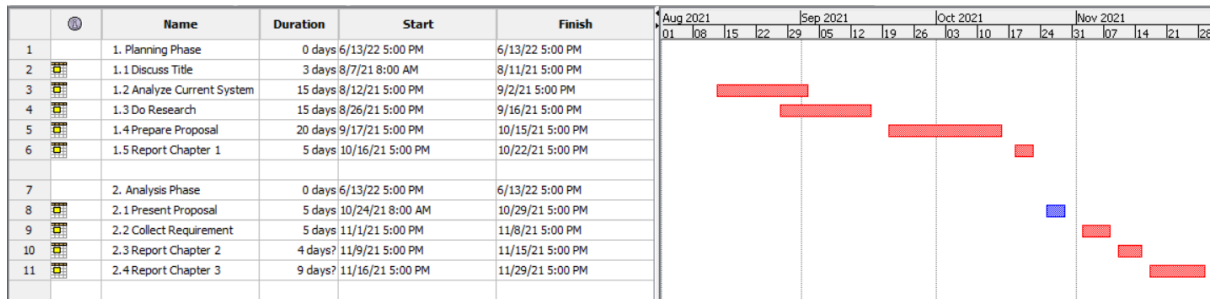 Name Duration Start Finish
Aug 2021 Sep 2021 Oct 2021 Nov 2021
01 08 15 22 29 05 12 19 26 03 10 17 24 31 07 14 21 28
1 1. Planning Phase 0 days 6/13/22 5:00 PM 6/13/22 5:00 PM
2 1.1 Discuss Title 3 days 8/7/21 8:00 AM 8/11/21 5:00 PM
3 1.2 Analyze Current System 15 days 8/12/21 5:00 PM 9/2/21 5:00 PM
4 1.3 Do Research 15 days 8/26/21 5:00 PM 9/16/21 5:00 PM
5 1.4 Prepare Proposal 20 days 9/17/21 5:00 PM 10/15/21 5:00 PM
6 1.5 Report Chapter 1 5 days 10/16/21 5:00 PM 10/22/21 5:00 PM
7 2. Analysis Phase 0 days 6/13/22 5:00 PM 6/13/22 5:00 PM
8 2.1 Present Proposal 5 days 10/24/21 8:00 AM 10/29/21 5:00 PM
9 2.2 Collect Requirement 5 days 11/1/21 5:00 PM 11/8/21 5:00 PM
10 2.3 Report Chapter 2 4 days? 11/9/21 5:00 PM 11/15/21 5:00 PM
11 2.4 Report Chapter 3 9 days? 11/16/21 5:00 PM 11/29/21 5:00 PM